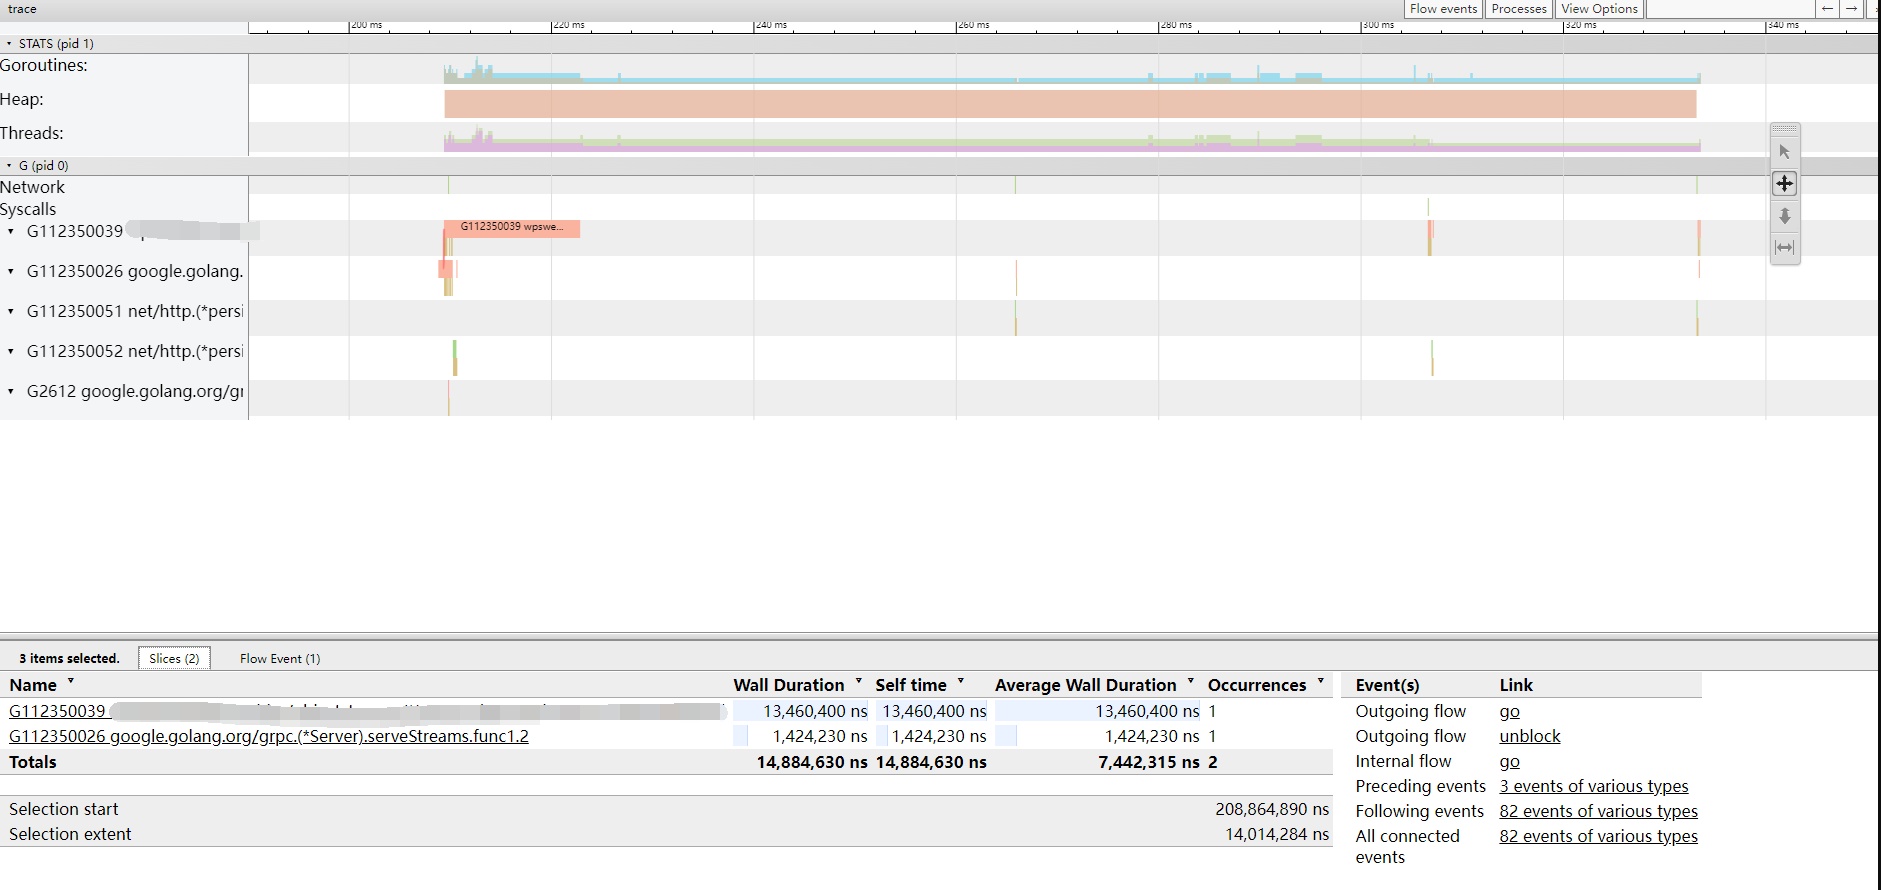 trace
Flow events Processes View Options ← →
200 ms 220 ms 240 ms 260 ms 280 ms 300 ms 320 ms 340 ms
STATS (pid 1)
Goroutines:
Heap:
Threads:
G (pid 0)
Network
Syscalls
G112350039
G112350039 wpswe...
G112350026 google.golang.
G112350051 net/http.(*persi
G112350052 net/http.(*persi
G2612 google.golang.org/gr
3 items selected. Slices (2) Flow Event (1)
Name Wall Duration Self time Average Wall Duration Occurrences Event(s) Link
G112350039 13,460,400 ns 13,460,400 ns 13,460,400 ns 1 Outgoing flow go
G112350026 google.golang.org/grpc.(*Server).serveStreams.func1.2 1,424,230 ns 1,424,230 ns 1,424,230 ns 1 Outgoing flow unblock
Totals 14,884,630 ns 14,884,630 ns 7,442,315 ns 2 Internal flow go
Preceding events 3 events of various types
Selection start 208,864,890 ns Following events 82 events of various types
Selection extent 14,014,284 ns All connected events 82 events of various types